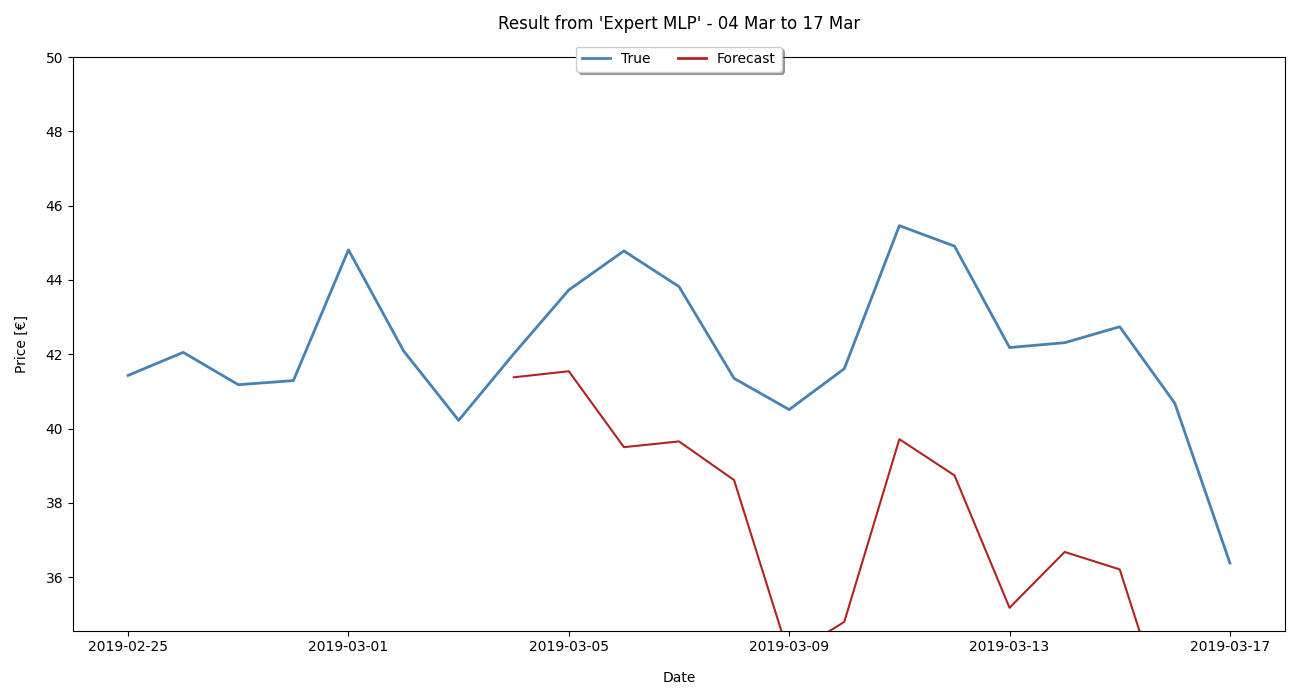 Result from 'Expert MLP' - 04 Mar to 17 Mar
True Forecast
50
48
46
44
42
40
38
36
Price [€]
2019-02-25 2019-03-01 2019-03-05 2019-03-09 2019-03-13 2019-03-17
Date